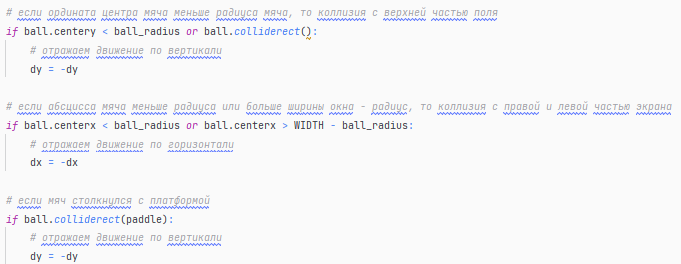 # если ордината центра мяча меньше радиуса мяча, то коллизия с верхней частью поля
if ball.centery < ball_radius or ball.colliderect():
# отражаем движение по вертикали
dy = -dy
# если абсцисса мяча меньше радиуса или больше ширины окна - радиус, то коллизия с правой и левой частью экрана
if ball.centerx < ball_radius or ball.centerx > WIDTH - ball_radius:
# отражаем движение по горизонтали
dx = -dx
# если мяч столкнулся с платформой
if ball.colliderect(paddle):
# отражаем движение по вертикали
dy = -dy